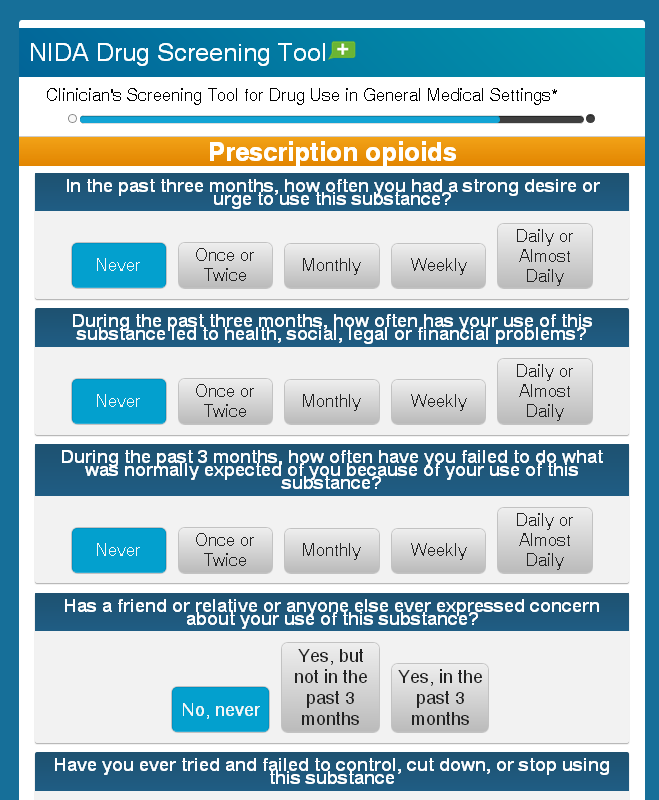 NIDA Drug Screening Tool
Clinician's Screening Tool for Drug Use in General Medical Settings*
Prescription opioids
In the past three months, how often you had a strong desire or
urge to use this substance?
Never
Once or
Twice
Monthly
Weekly
Daily or
Almost
Daily
During the past three months, how often has your use of this
substance led to health, social, legal or financial problems?
Never
Once or
Twice
Monthly
Weekly
Daily or
Almost
Daily
During the past 3 months, how often have you failed to do what
was normally expected of you because of your use of this
substance?
Never
Once or
Twice
Monthly
Weekly
Daily or
Almost
Daily
Has a friend or relative or anyone else ever expressed concern
about your use of this substance?
No, never
Yes, but
not in the
past 3
months
Yes, in the
past 3
months
Have you ever tried and failed to control, cut down, or stop using
this substance